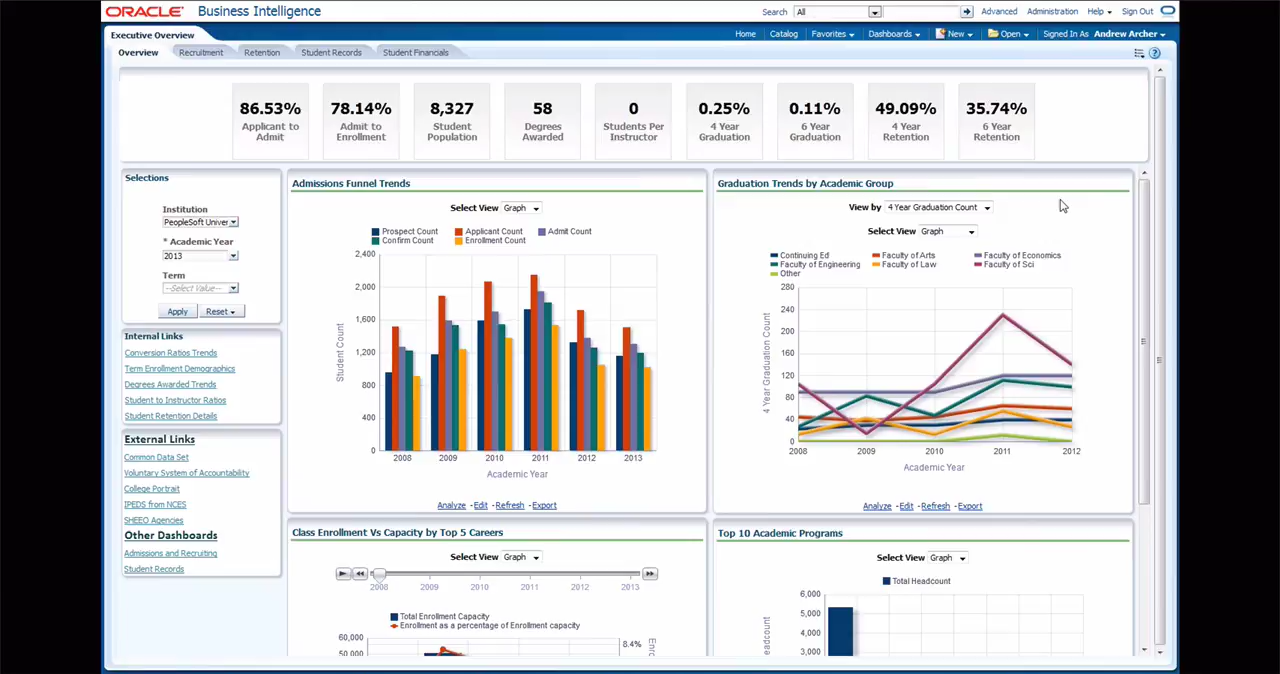 ORACLE Business Intelligence
Search All Advanced Administration Help Sign Out
Executive Overview
Home Catalog Favorites Dashboards New Open Signed In As Andrew Archer
Overview Recruitment Retention Student Records Student Financials
86.53% 78.14% 8,327 58 0 0.25% 0.11% 49.09% 35.74%
Applicant to Admit to Student Degrees Students Per 4 Year 6 Year 4 Year 6 Year
Admit Enrollment Population Awarded Instructor Graduation Graduation Retention Retention
Selections
Institution
PeopleSoft Univer
* Academic Year
2013
Term
--Select Value--
Apply Reset
Internal Links
Conversion Ratios Trends
Term Enrollment Demographics
Degrees Awarded Trends
Student to Instructor Ratios
Student Retention Details
External Links
Common Data Set
Voluntary System of Accountability
College Portrait
IPEDS from NCES
SHEEO Agencies
Other Dashboards
Admissions and Recruiting
Student Records
Admissions Funnel Trends
Select View Graph
Prospect Count Applicant Count Admit Count
Confirm Count Enrollment Count
2,400
2,000
1,600
1,200
800
400
0
Student Count
2008 2009 2010 2011 2012 2013
Academic Year
Analyze - Edit - Refresh - Export
Graduation Trends by Academic Group
View by 4 Year Graduation Count
Select View Graph
Continuing Ed Faculty of Arts Faculty of Economics
Faculty of Engineering Faculty of Law Faculty of Sci
Other
280
240
200
160
120
80
40
0
4 Year Graduation Count
2008 2009 2010 2011 2012
Academic Year
Analyze - Edit - Refresh - Export
Class Enrollment Vs Capacity by Top 5 Careers
Select View Graph
2008 2009 2010 2011 2012 2013
Total Enrollment Capacity
Enrollment as a percentage of Enrollment capacity
60,000
50,000
8.4%
Top 10 Academic Programs
Select View Graph
Total Headcount
6,000
5,000
4,000
3,000